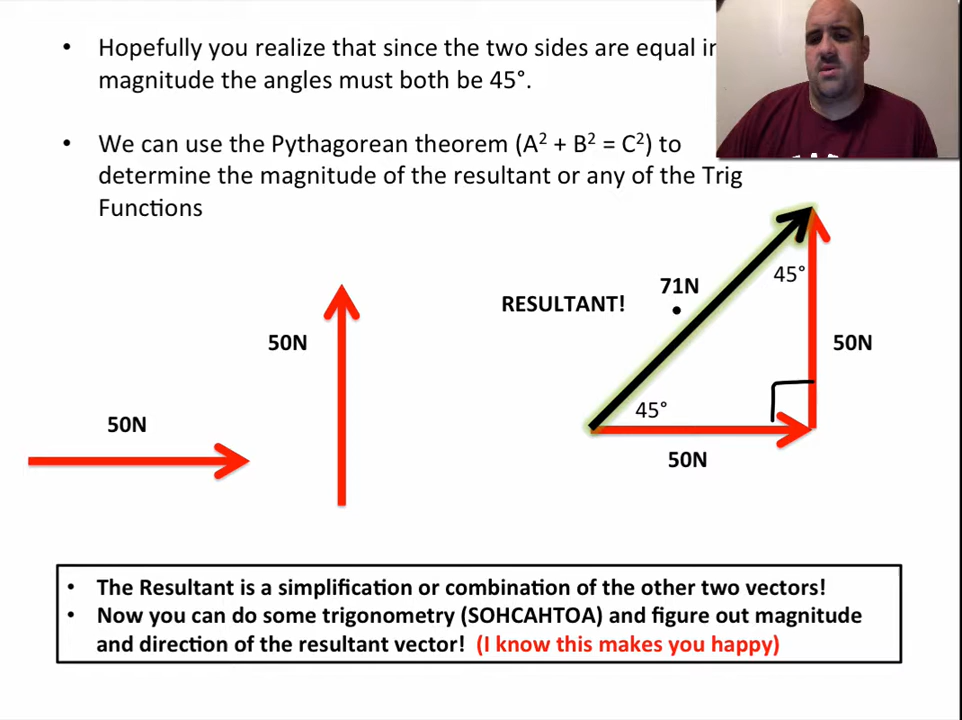 • Hopefully you realize that since the two sides are equal in
magnitude the angles must both be 45°.
• We can use the Pythagorean theorem (A² + B² = C²) to
determine the magnitude of the resultant or any of the Trig
Functions
45°
71N
RESULTANT!
50N
50N
45°
50N
50N
• The Resultant is a simplification or combination of the other two vectors!
• Now you can do some trigonometry (SOHCAHTOA) and figure out magnitude
and direction of the resultant vector! (I know this makes you happy)